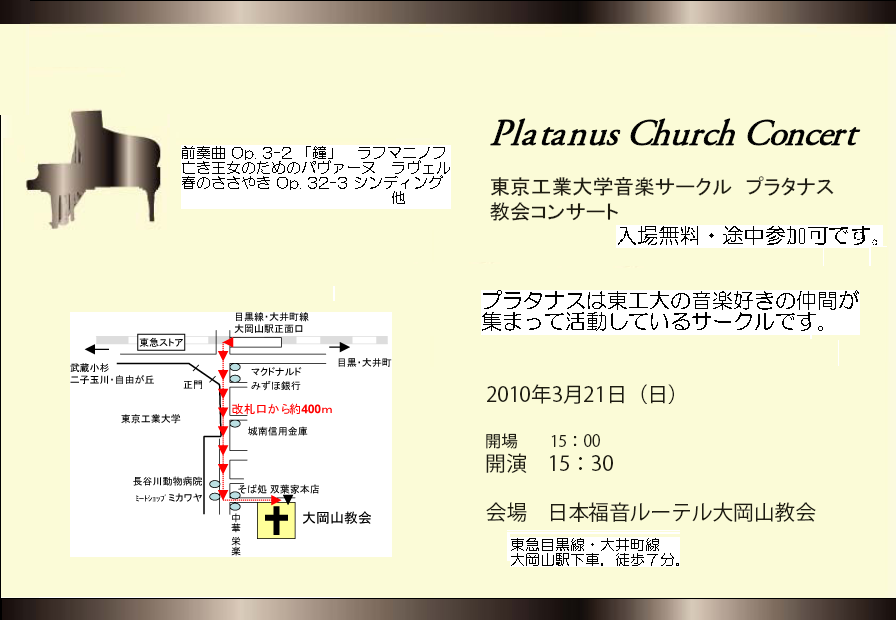 Platanus Church Concert
東京工業大学音楽サークル プラタナス
教会コンサート
入場無料・途中参加可です。
前奏曲 Op. 3-2 「鐘」 ラフマニノフ
亡き王女のためのパヴァーヌ ラヴェル
春のささやき Op. 32-3 シンディング
他
プラタナスは東工大の音楽好きの仲間が
集まって活動しているサークルです。
2010年3月21日（日）
開場 15：00
開演 15：30
会場 日本福音ルーテル大岡山教会
東急目黒線・大井町線
大岡山駅下車，徒歩７分。
目黒線・大井町線
大岡山駅正面口
東急ストア
武蔵小杉
二子玉川・自由が丘
目黒・大井町
正門
マクドナルド
みずほ銀行
東京工業大学
改札口から約400m
城南信用金庫
長谷川動物病院
ミートショップ ミカワヤ
そば処 双葉家本店
大岡山教会
中華 栄楽